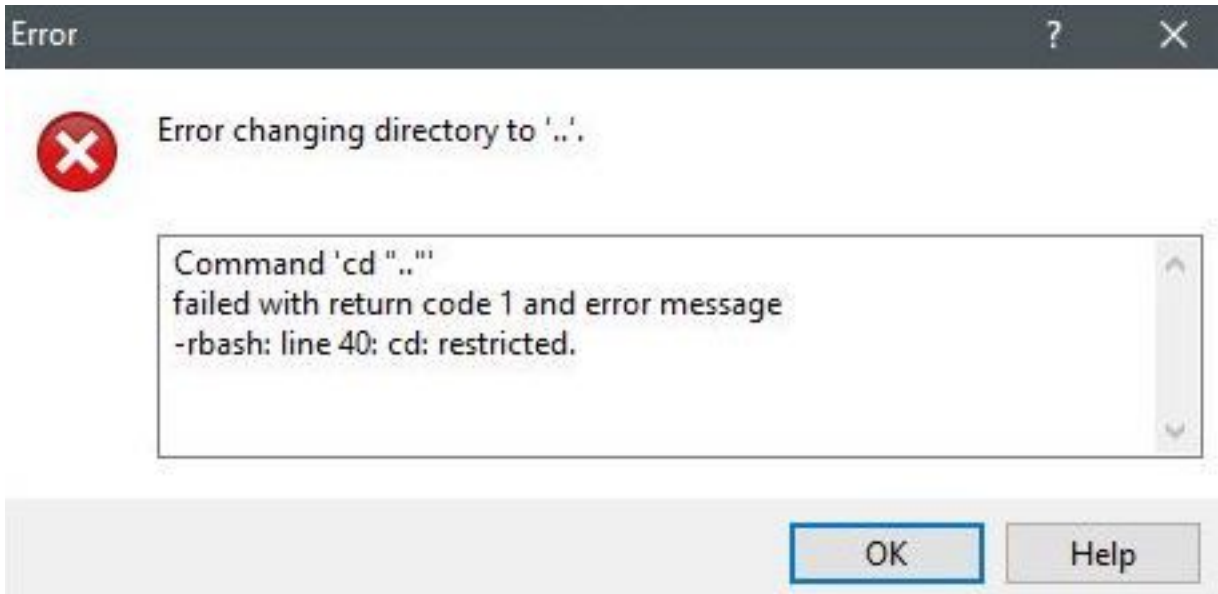 Error
Error changing directory to '..'.
Command 'cd ".."'
failed with return code 1 and error message
-rbash: line 40: cd: restricted.
OK Help